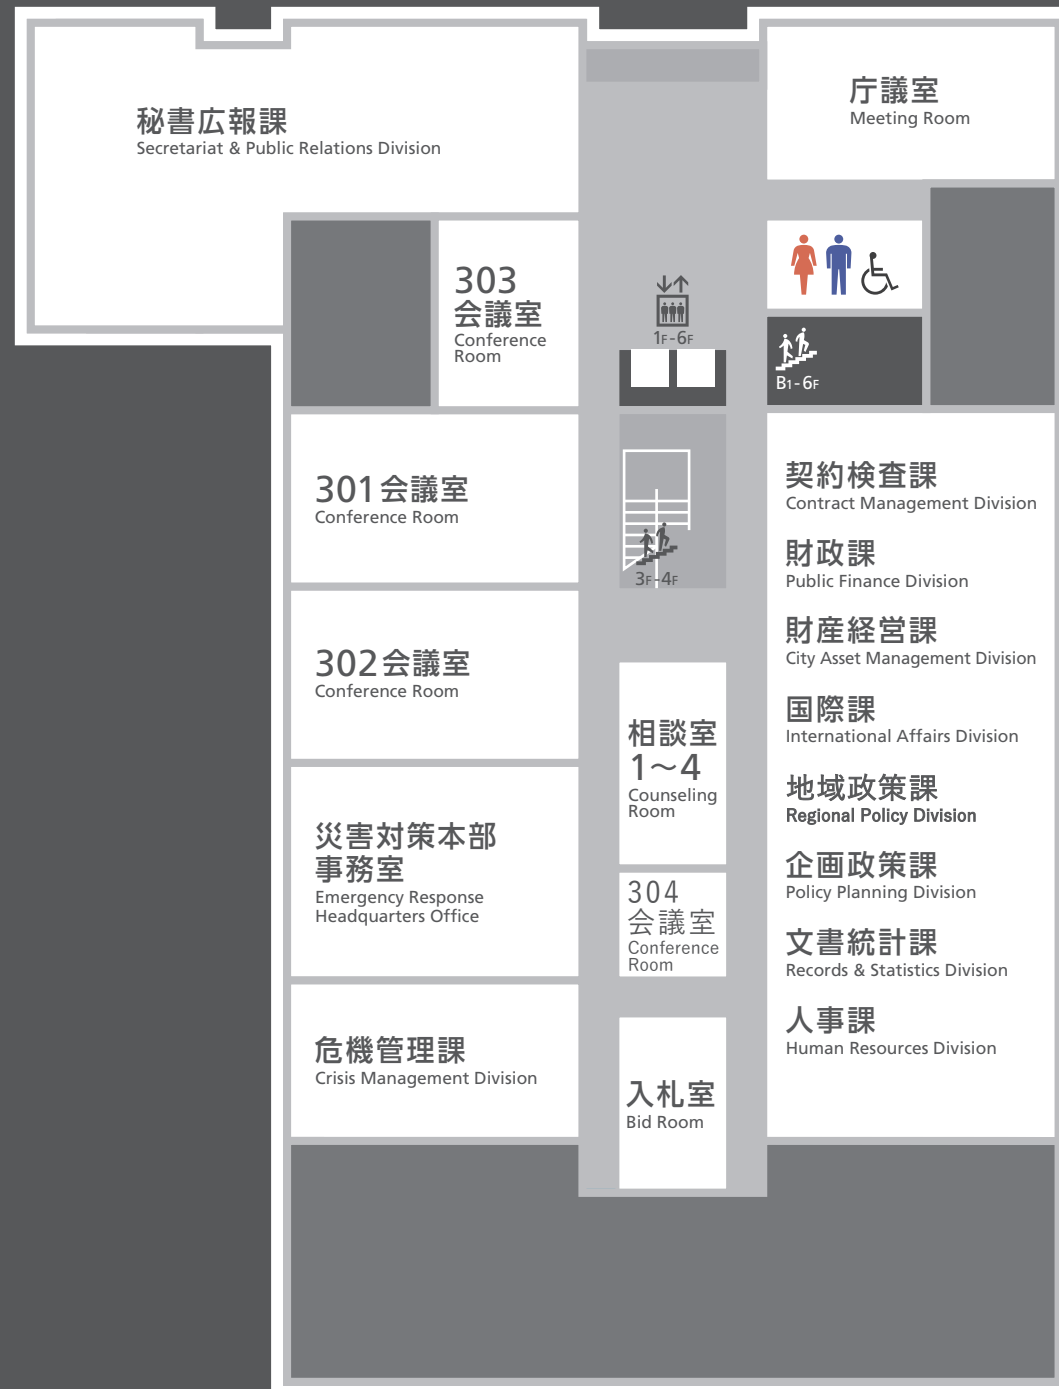 秘書広報課
Secretariat & Public Relations Division
庁議室
Meeting Room
303
会議室
Conference
Room
1F-6F
B1-6F
301会議室
Conference Room
3F-4F
302会議室
Conference Room
災害対策本部
事務室
Emergency Response
Headquarters Office
危機管理課
Crisis Management Division
相談室
1〜4
Counseling
Room
304
会議室
Conference
Room
入札室
Bid Room
契約検査課
Contract Management Division
財政課
Public Finance Division
財産経営課
City Asset Management Division
国際課
International Affairs Division
地域政策課
Regional Policy Division
企画政策課
Policy Planning Division
文書統計課
Records & Statistics Division
人事課
Human Resources Division